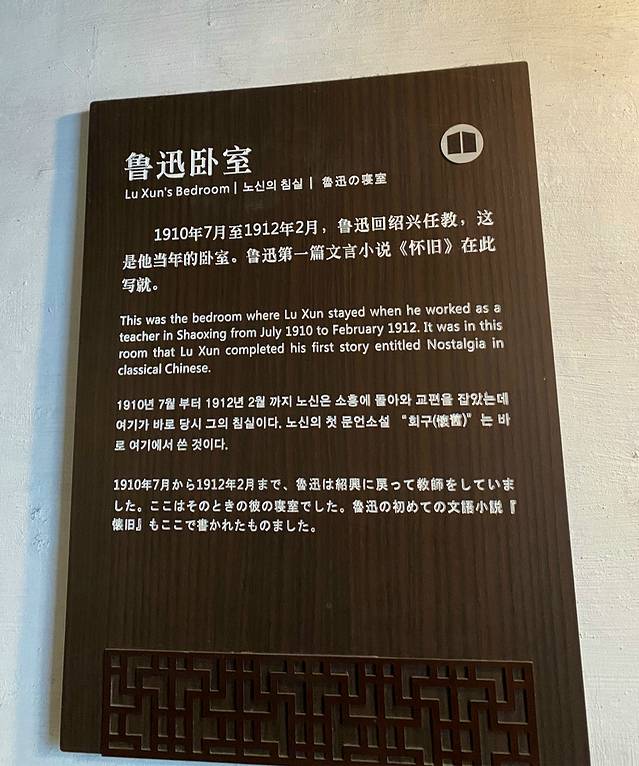 鲁迅卧室
Lu Xun's Bedroom | 노신의 침실 | 魯迅の寝室
1910年7月至1912年2月，鲁迅回绍兴任教，这
是他当年的卧室。鲁迅第一篇文言小说《怀旧》在此
写就。
This was the bedroom where Lu Xun stayed when he worked as a
teacher in Shaoxing from July 1910 to February 1912. It was in this
room that Lu Xun completed his first story entitled Nostalgia in
classical Chinese.
1910년 7월 부터 1912년 2월 까지 노신은 소흥에 돌아와 교편을 잡았는데
여기가 바로 당시 그의 침실이다. 노신의 첫 문언소설 “회구(懷舊)”는 바
로 여기에서 쓴 것이다.
1910年7月から1912年2月まで、魯迅は紹興に戻って教師をしていま
した。ここはそのときの彼の寝室でした。魯迅の初めての文語小説『
懐旧』もここで書かれたものました。